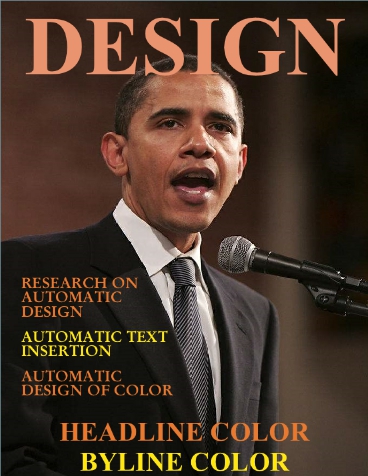 DESIGN
RESEARCH ON
AUTOMATIC
DESIGN
AUTOMATIC TEXT
INSERTION
AUTOMATIC
DESIGN OF COLOR
HEADLINE COLOR
BYLINE COLOR